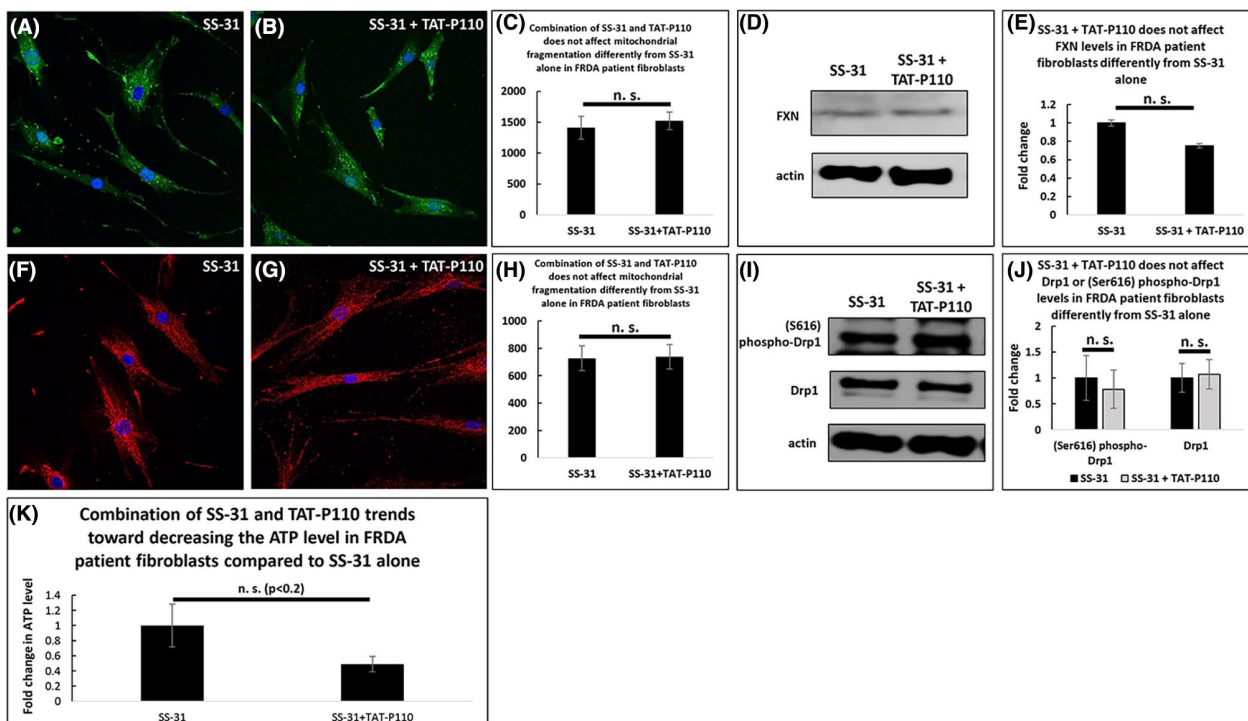 (A)
SS-31
(B)
SS-31 + TAT-P110
(C)
Combination of SS-31 and TAT-P110
does not affect mitochondrial
fragmentation differently from SS-31
alone in FRDA patient fibroblasts
n. s.
2000
1500
1000
500
0
SS-31
SS-31+TAT-P110
(D)
SS-31
SS-31 +
TAT-P110
FXN
actin
(E)
SS-31 + TAT-P110 does not affect
FXN levels in FRDA patient
fibroblasts differently from SS-31
alone
n. s.
Fold change
1.2
1
0.8
0.6
0.4
0.2
0
SS-31
SS-31 + TAT-P110
(F)
SS-31
(G)
SS-31 + TAT-P110
(H)
Combination of SS-31 and TAT-P110
does not affect mitochondrial
fragmentation differently from SS-31
alone in FRDA patient fibroblasts
n. s.
1000
800
600
400
200
0
SS-31
SS-31+TAT-P110
(I)
SS-31
SS-31 +
TAT-P110
(S616)
phospho-Drp1
Drp1
actin
(J)
SS-31 + TAT-P110 does not affect
Drp1 or (Ser616) phospho-Drp1
levels in FRDA patient fibroblasts
differently from SS-31 alone
n. s.
n. s.
Fold change
2
1.5
1
0.5
0
(Ser616) phospho-
Drp1
Drp1
SS-31
SS-31 + TAT-P110
(K)
Combination of SS-31 and TAT-P110 trends
toward decreasing the ATP level in FRDA
patient fibroblasts compared to SS-31 alone
n. s. (p<0.2)
Fold change in ATP level
1.4
1.2
1
0.8
0.6
0.4
0.2
0
SS-31
SS-31+TAT-P110